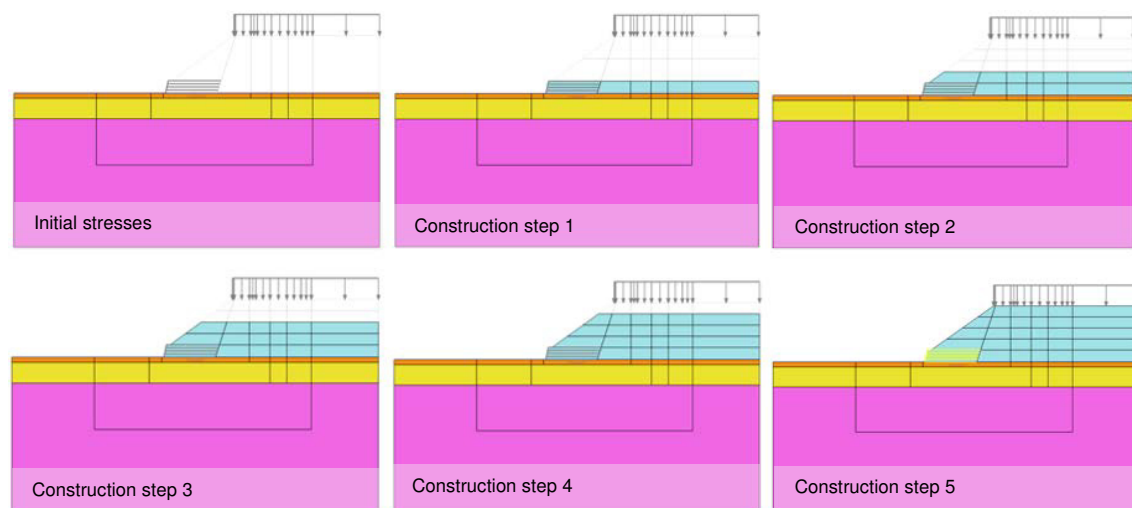 Initial stresses
Construction step 1
Construction step 2
Construction step 3
Construction step 4
Construction step 5